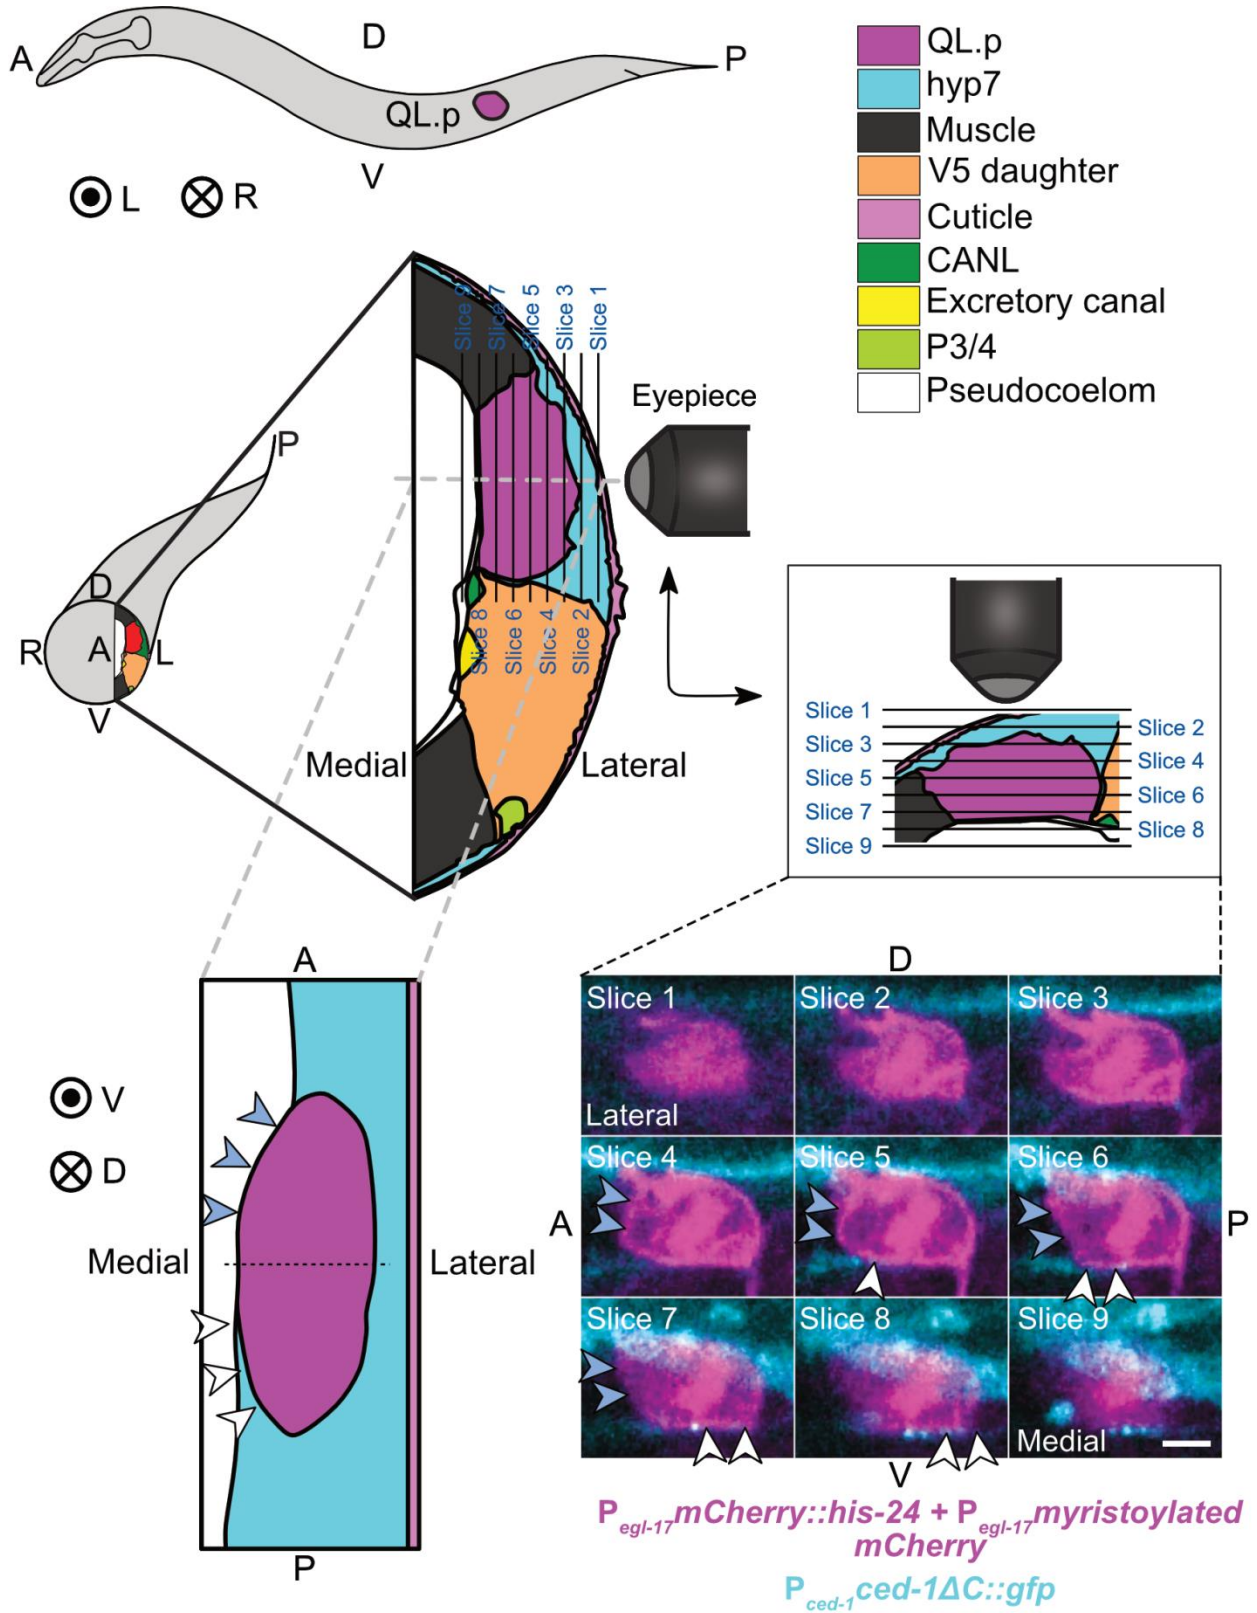 A
D
P
QL.p
V
L
R
QL.p
hyp7
Muscle
V5 daughter
Cuticle
CANL
Excretory canal
P3/4
Pseudocoelom
Slice 9
Slice 7
Slice 5
Slice 3
Slice 1
Eyepiece
P
D
R
A
L
V
Slice 8
Slice 6
Slice 4
Slice 2
Medial
Lateral
Slice 1
Slice 2
Slice 3
Slice 4
Slice 5
Slice 6
Slice 7
Slice 8
Slice 9
A
V
D
Medial
Lateral
P
D
Slice 1
Slice 2
Slice 3
Lateral
Slice 4
Slice 5
Slice 6
A
P
Slice 7
Slice 8
Slice 9
Medial
V
Pegl-17mCherry::his-24 + Pegl-17myristoylated
mCherry
Pced-1ced-1ΔC::gfp